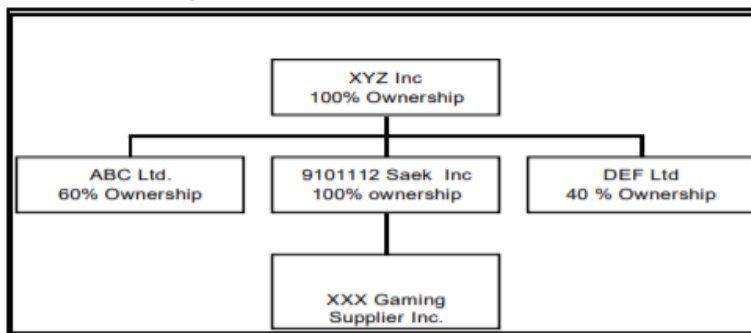 XYZ Inc
100% Ownership
ABC Ltd.
60% Ownership
9101112 Saek Inc
100% ownership
DEF Ltd
40 % Ownership
XXX Gaming
Supplier Inc.